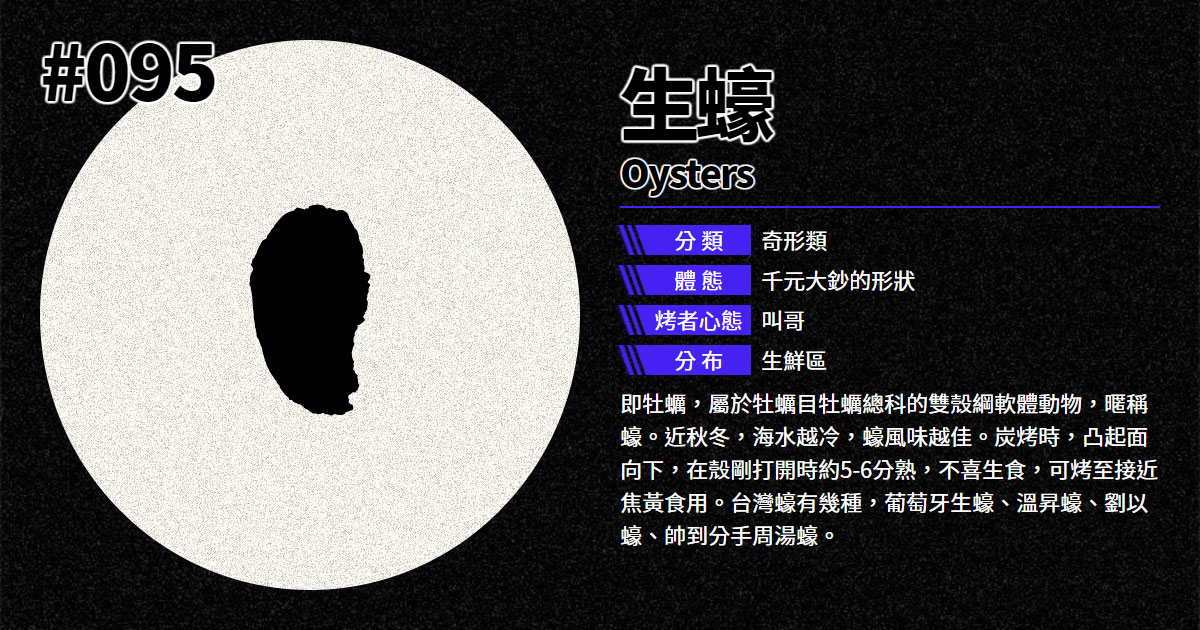 #095
生蠔
Oysters
分類 奇形類
體態 千元大鈔的形狀
烤者心態 叫哥
分布 生鮮區
即牡蠣，屬於牡蠣目牡蠣總科的雙殼綱軟體動物，暱稱
蠔。近秋冬，海水越冷，蠔風味越佳。炭烤時，凸起面
向下，在殼剛打開時約5-6分熟，不喜生食，可烤至接近
焦黃食用。台灣蠔有幾種，葡萄牙生蠔、溫昇蠔、劉以
蠔、帥到分手周湯蠔。